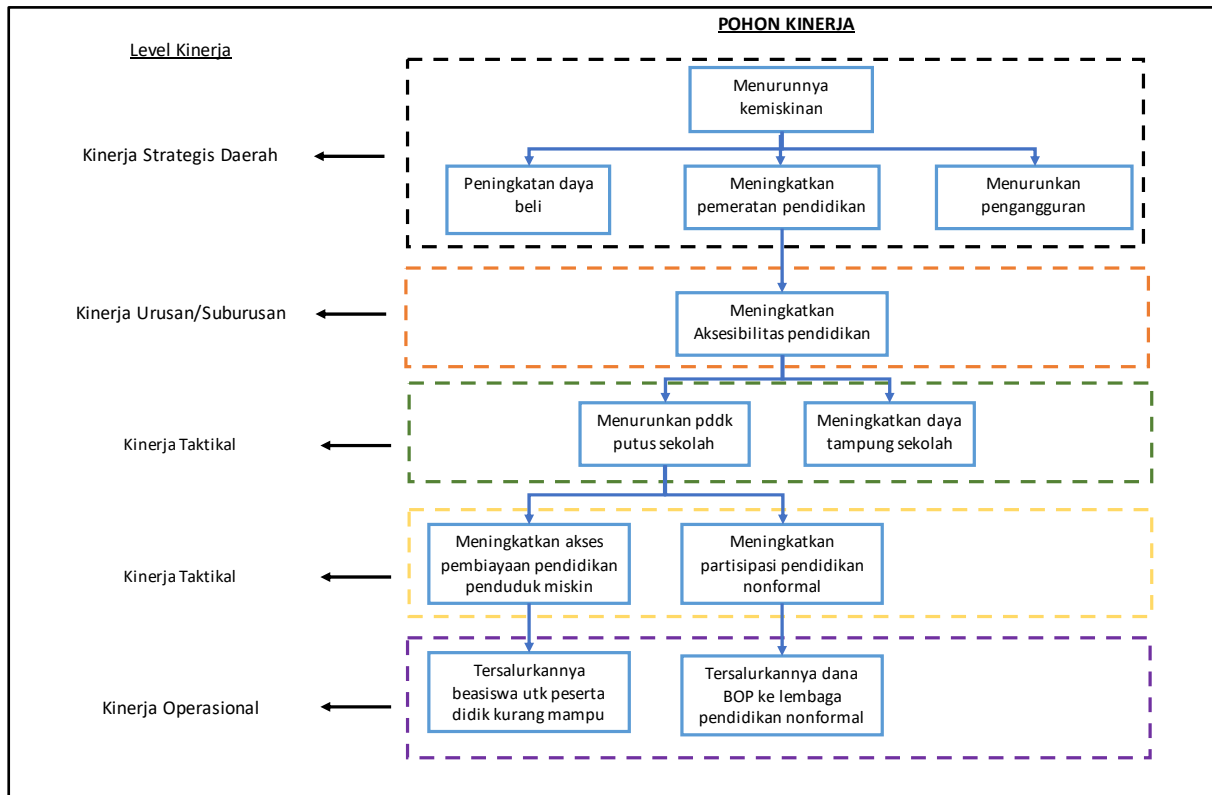 POHON KINERJA
Level Kinerja
Menurunnya
kemiskinan
Kinerja Strategis Daerah
Peningkatan daya
beli
Meningkatkan
pemeratan pendidikan
Menurunkan
pengangguran
Kinerja Urusan/Suburusan
Meningkatkan
Aksesibilitas pendidikan
Kinerja Taktikal
Menurunkan pddk
putus sekolah
Meningkatkan daya
tampung sekolah
Kinerja Taktikal
Meningkatkan akses
pembiayaan pendidikan
penduduk miskin
Meningkatkan
partisipasi pendidikan
nonformal
Kinerja Operasional
Tersalurkannya
beasiswa utk peserta
didik kurang mampu
Tersalurkannya dana
BOP ke lembaga
pendidikan nonformal